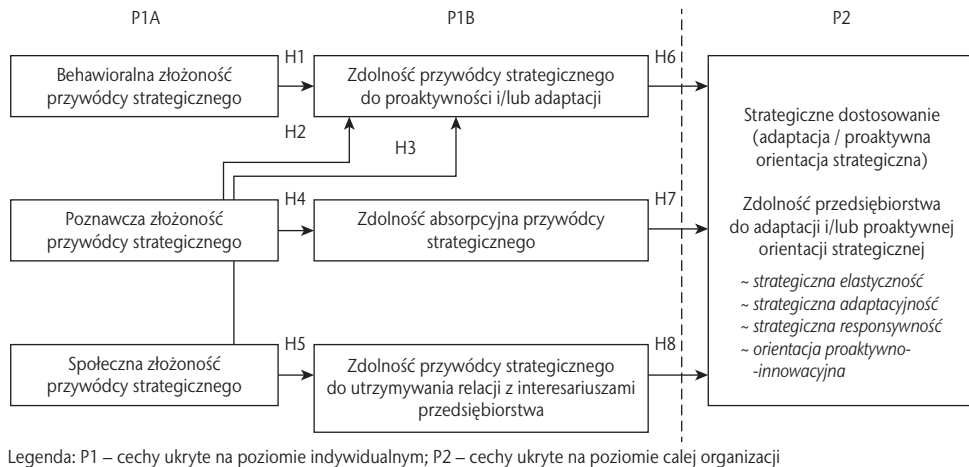 P1A
P1B
P2
Behawioralna złożoność
przywódcy strategicznego
H1
Zdolność przywódcy strategicznego
do proaktywności i/lub adaptacji
H6
H2
H3
Poznawcza złożoność
przywódcy strategicznego
H4
Zdolność absorpcyjna przywódcy
strategicznego
H7
Społeczna złożoność
przywódcy strategicznego
H5
Zdolność przywódcy strategicznego
do utrzymywania relacji z interesariuszami
przedsiębiorstwa
H8
Strategiczne dostosowanie
(adaptacja / proaktywna
orientacja strategiczna)
Zdolność przedsiębiorstwa
do adaptacji i/lub proaktywnej
orientacji strategicznej
~ strategiczna elastyczność
~ strategiczna adaptacyjność
~ strategiczna responsywność
~ orientacja proaktywno-
-innowacyjna
Legenda: P1 – cechy ukryte na poziomie indywidualnym; P2 – cechy ukryte na poziomie calej organizacji